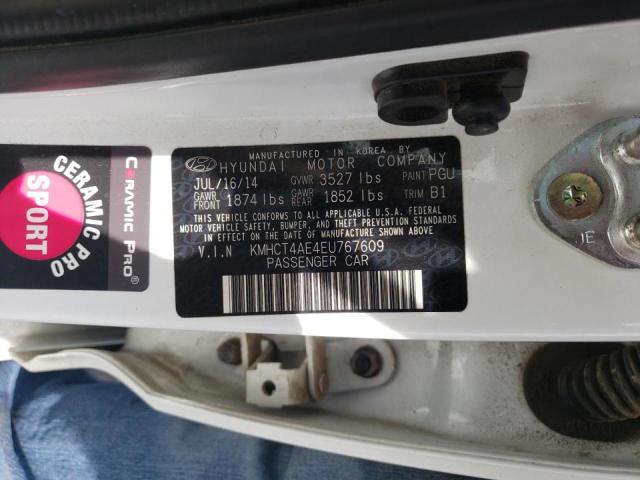 MANUFACTURED IN KOREA BY
HYUNDAI MOTOR COMPANY
JUL/16/14 GVWR 3527 lbs PAINT PGU
GAWR FRONT 1874 lbs GAWR REAR 1852 lbs TRIM B1
THIS VEHICLE CONFORMS TO ALL APPLICABLE U.S.A. FEDERAL
MOTOR VEHICLE SAFETY, BUMPER, AND THEFT PREVENTION STANDARDS
IN EFFECT ON THE DATE OF MANUFACTURE SHOWN ABOVE.
V.I.N KMHCT4AE4EU767609
PASSENGER CAR
CERAMIC PRO
SPORT
CERAMIC PRO®
JE